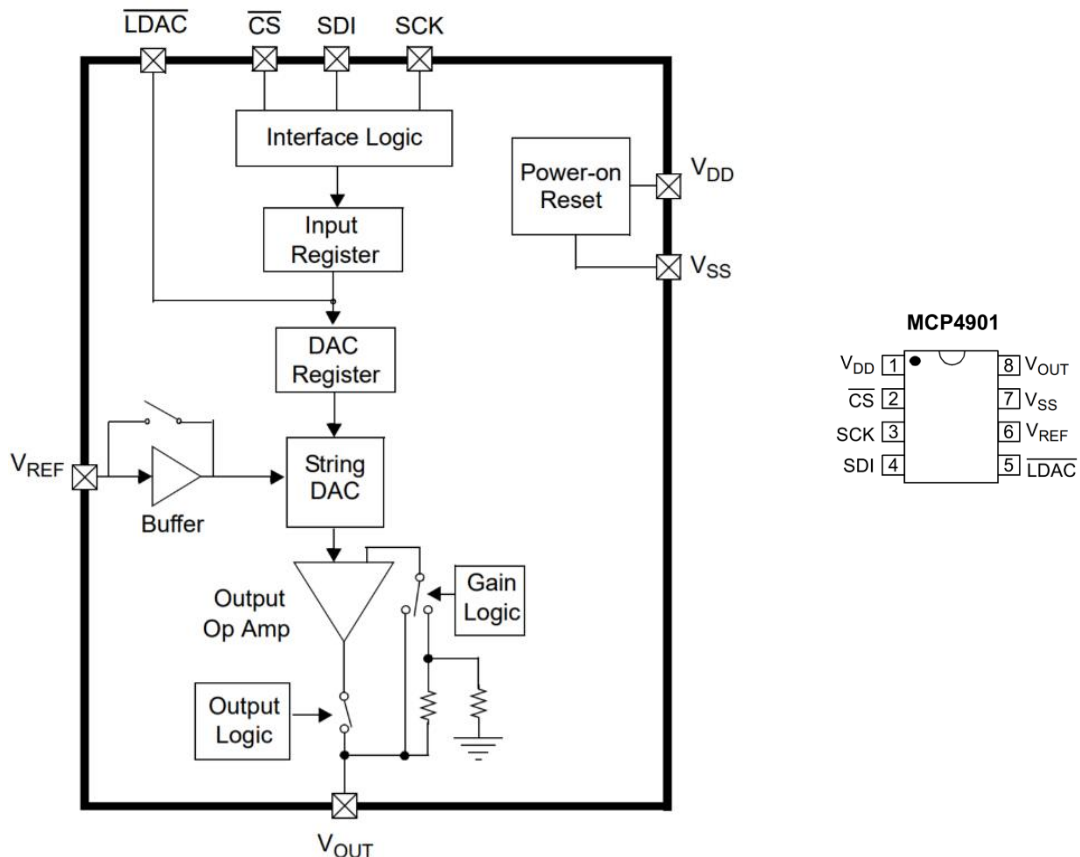 LDAC
CS
SDI
SCK
Interface Logic
Power-on
Reset
VDD
Input
Register
VSS
DAC
Register
VREF
String
DAC
Buffer
Output
Op Amp
Gain
Logic
Output
Logic
VOUT
MCP4901
VDD 1
8 VOUT
CS 2
7 VSS
SCK 3
6 VREF
SDI 4
5 LDAC